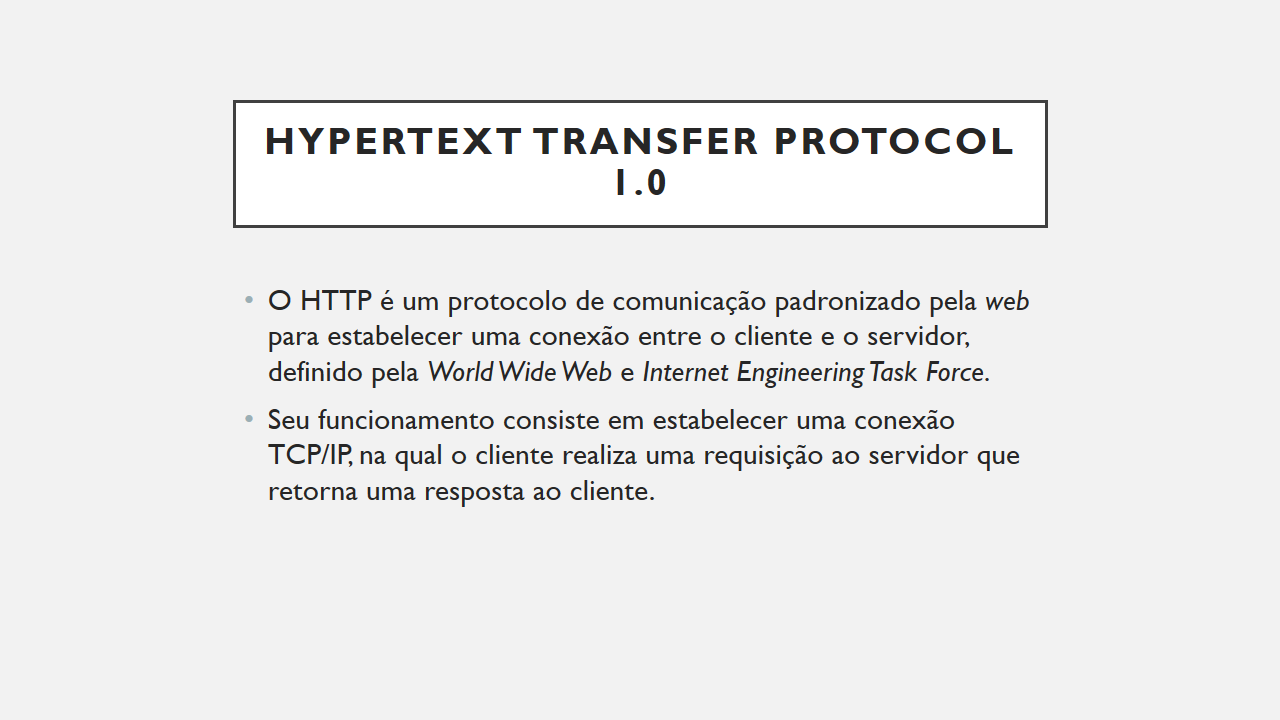 HYPERTEXT TRANSFER PROTOCOL
1.0
• O HTTP é um protocolo de comunicação padronizado pela web
para estabelecer uma conexão entre o cliente e o servidor,
definido pela World Wide Web e Internet Engineering Task Force.
• Seu funcionamento consiste em estabelecer uma conexão
TCP/IP, na qual o cliente realiza uma requisição ao servidor que
retorna uma resposta ao cliente.